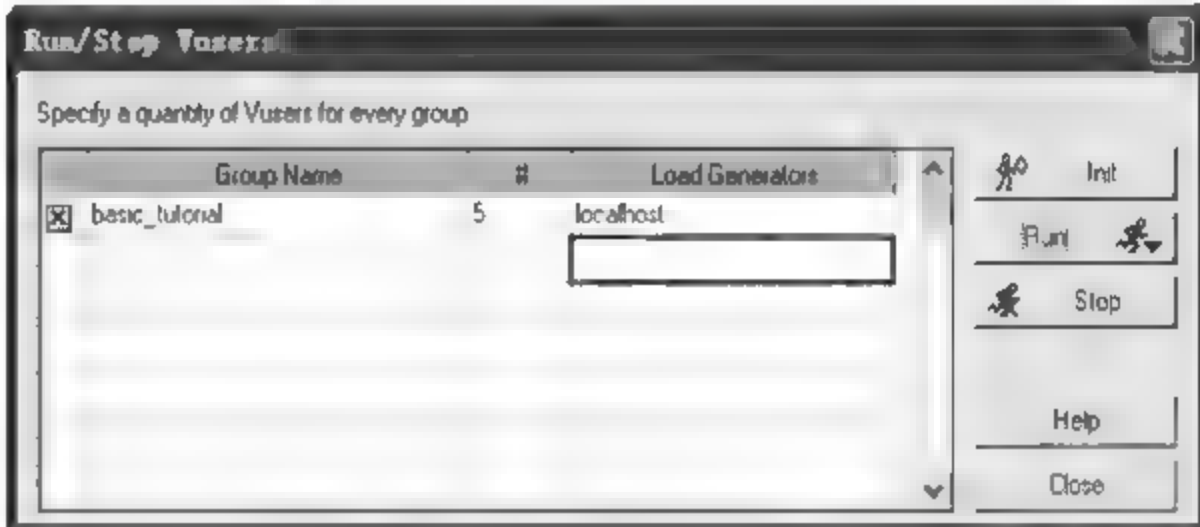 Run/Stop Vusers
Specify a quantity of Vusers for every group
Group Name # Load Generators
basic_tutorial 5 localhost
Init
Run
Stop
Help
Close